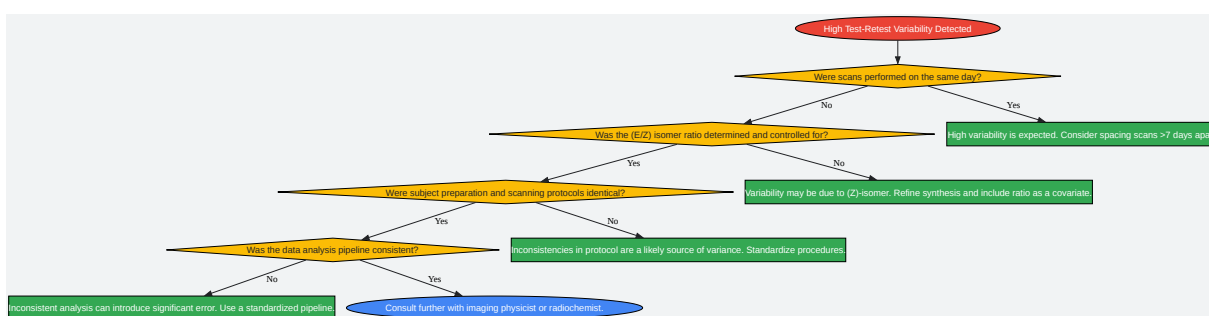 High Test-Retest Variability Detected
Were scans performed on the same day?
No
Yes
Was the (E/Z) isomer ratio determined and controlled for?
High variability is expected. Consider spacing scans >7 days apa
Yes
No
Were subject preparation and scanning protocols identical?
Variability may be due to (Z)-isomer. Refine synthesis and include ratio as a covariate.
Yes
No
Was the data analysis pipeline consistent?
Inconsistencies in protocol are a likely source of variance. Standardize procedures.
No
Yes
Inconsistent analysis can introduce significant error. Use a standardized pipeline.
Consult further with imaging physicist or radiochemist.